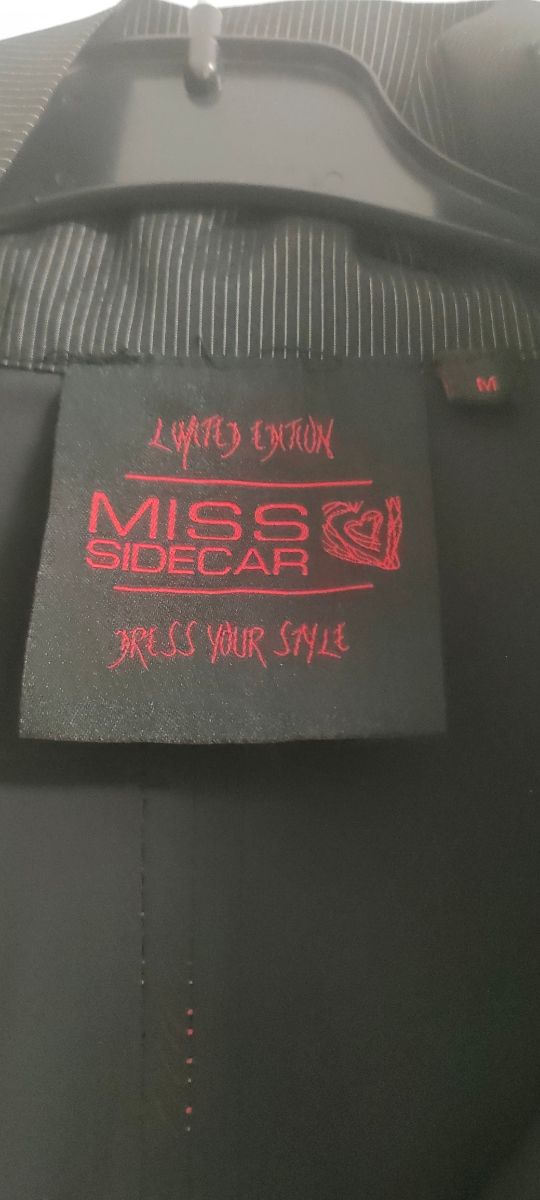 LIMITED EDITION
MISS
SIDECAR
DRESS YOUR STYLE
M